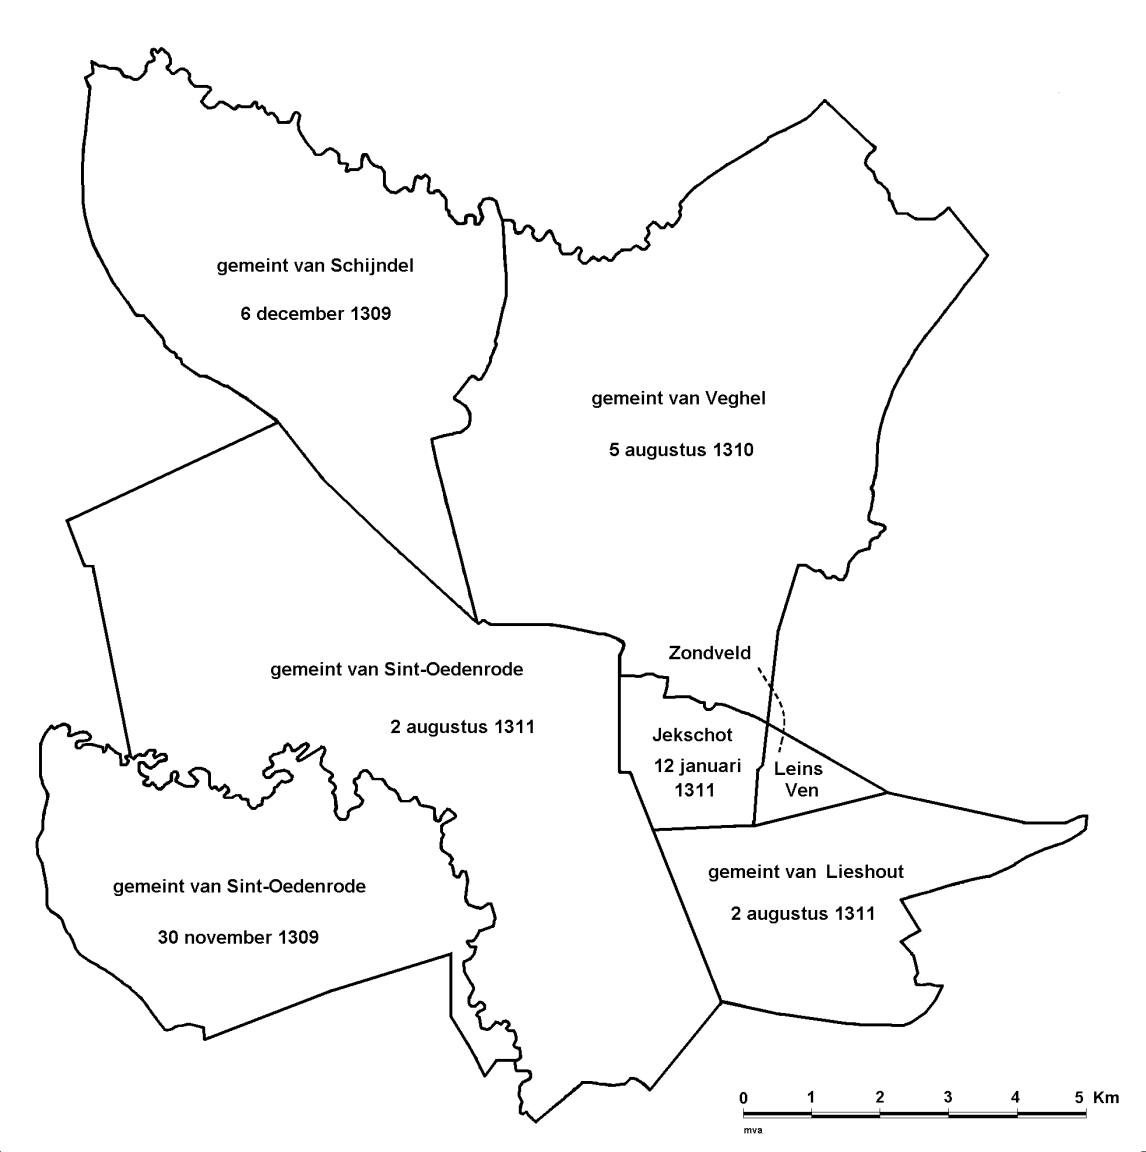 gemeint van Schijndel
6 december 1309
gemeint van Veghel
5 augustus 1310
gemeint van Sint-Oedenrode
2 augustus 1311
Zondveld
Jekschot
12 januari
1311
Leins
Ven
gemeint van Lieshout
2 augustus 1311
gemeint van Sint-Oedenrode
30 november 1309
0 1 2 3 4 5 Km
mva